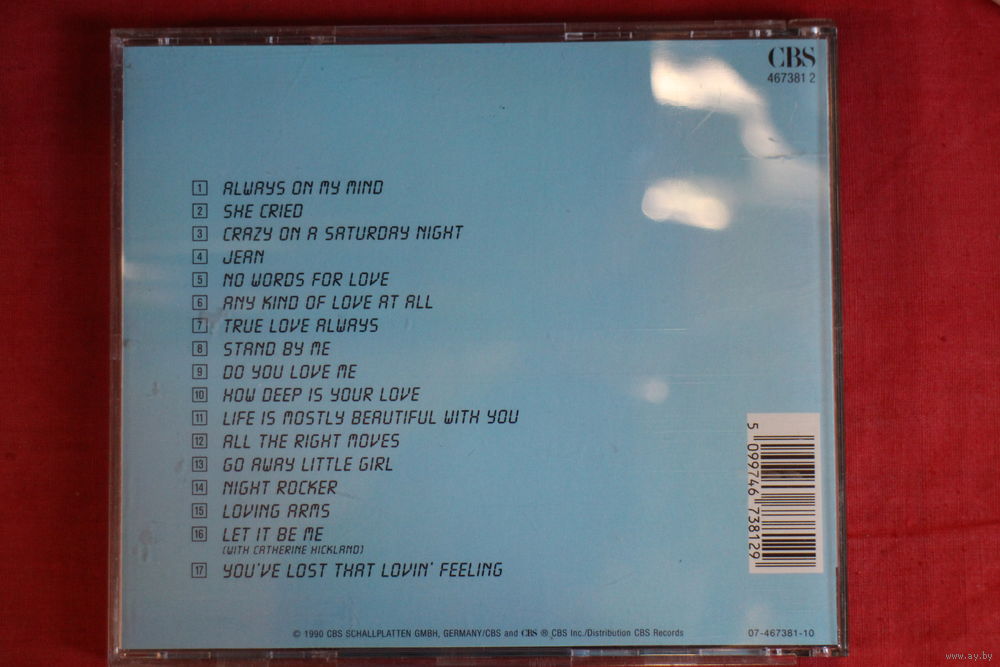 CBS
467381 2
1 ALWAYS ON MY MIND
2 SHE CRIED
3 CRAZY ON A SATURDAY NIGHT
4 JEAN
5 NO WORDS FOR LOVE
6 ANY KIND OF LOVE AT ALL
7 TRUE LOVE ALWAYS
8 STAND BY ME
9 DO YOU LOVE ME
10 HOW DEEP IS YOUR LOVE
11 LIFE IS MOSTLY BEAUTIFUL WITH YOU
12 ALL THE RIGHT MOVES
13 GO AWAY LITTLE GIRL
14 NIGHT ROCKER
15 LOVING ARMS
16 LET IT BE ME
(WITH CATHERINE HICKLAND)
17 YOU'VE LOST THAT LOVIN' FEELING
5 099746 738129
© 1990 CBS SCHALLPLATTEN GMBH, GERMANY/CBS and CBS ® CBS Inc./Distribution CBS Records
07-467381-10
www.ay.by